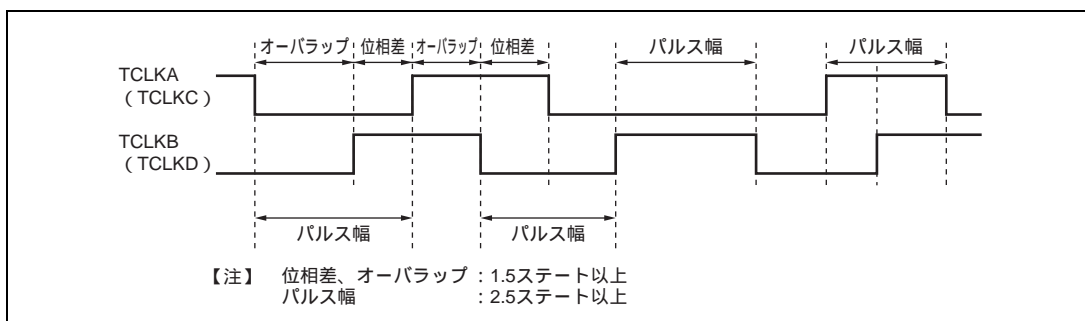 オーバラップ 位相差 オーバラップ 位相差 パルス幅 パルス幅
TCLKA
（TCLKC）
TCLKB
（TCLKD）
パルス幅 パルス幅
【注】 位相差、オーバラップ：1.5ステート以上
パルス幅 ：2.5ステート以上